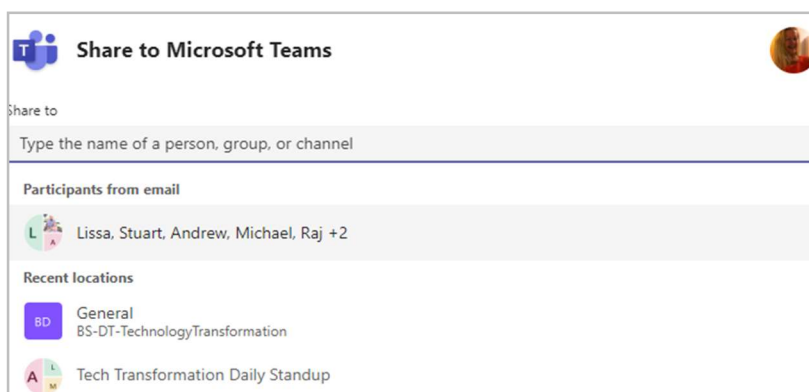 T
Share to Microsoft Teams
Share to
Type the name of a person, group, or channel
Participants from email
L
A
Lissa, Stuart, Andrew, Michael, Raj +2
Recent locations
BD
General
BS-DT-TechnologyTransformation
A
L
M
Tech Transformation Daily Standup